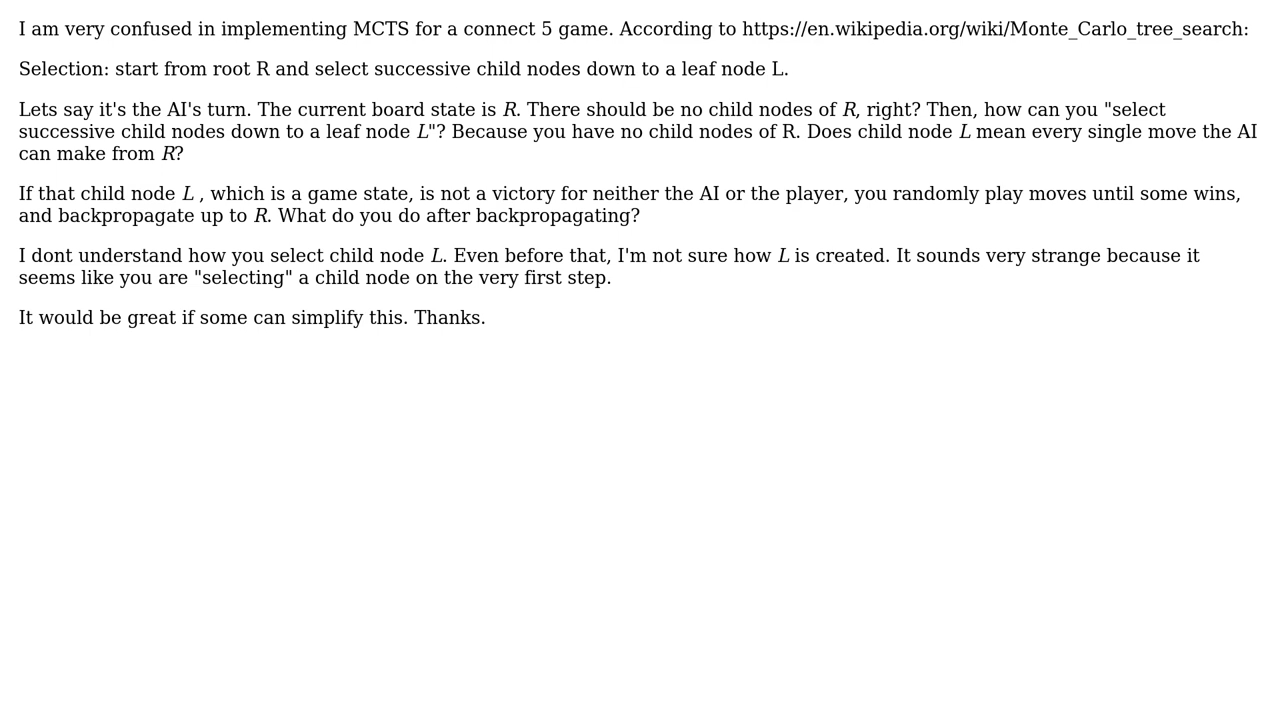 I am very confused in implementing MCTS for a connect 5 game. According to https://en.wikipedia.org/wiki/Monte_Carlo_tree_search:
Selection: start from root R and select successive child nodes down to a leaf node L.
Lets say it's the AI's turn. The current board state is R. There should be no child nodes of R, right? Then, how can you "select
successive child nodes down to a leaf node L"? Because you have no child nodes of R. Does child node L mean every single move the AI
can make from R?
If that child node L , which is a game state, is not a victory for neither the AI or the player, you randomly play moves until some wins,
and backpropagate up to R. What do you do after backpropagating?
I dont understand how you select child node L. Even before that, I'm not sure how L is created. It sounds very strange because it
seems like you are "selecting" a child node on the very first step.
It would be great if some can simplify this. Thanks.